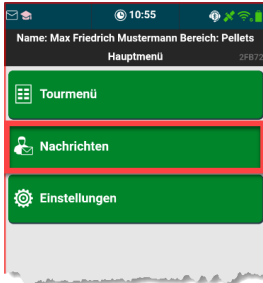 10:55
Name: Max Friedrich Mustermann Bereich: Pellets
Hauptmenü 2FB72
Tourmenü
Nachrichten
Einstellungen